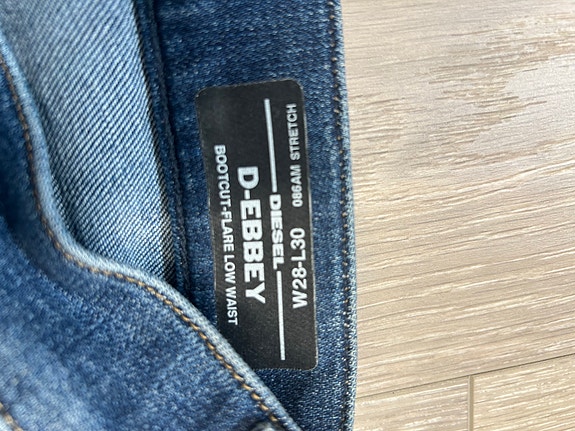 DIESEL
W28-L30 086AM STRETCH
D-EBBEY
BOOTCUT-FLARE LOW WAIST